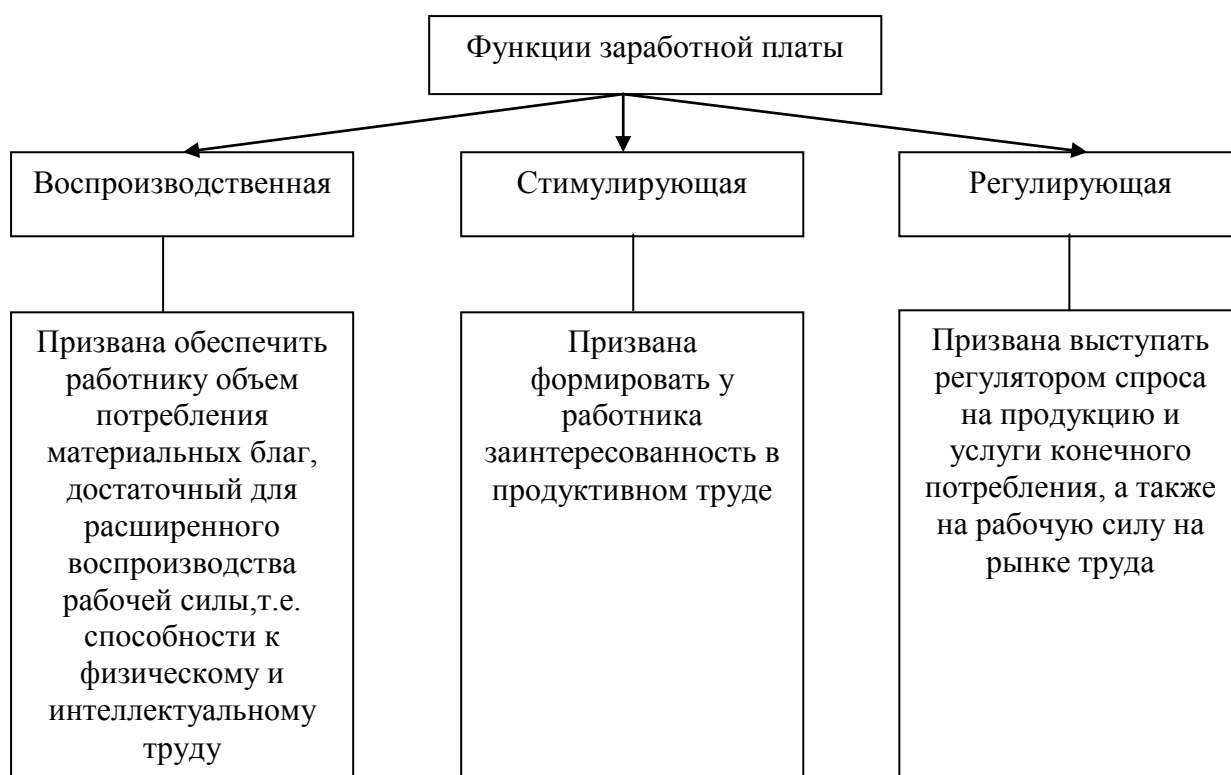 Функции заработной платы
Воспроизводственная
Стимулирующая
Регулирующая
Призвана обеспечить
работнику объем
потребления
материальных благ,
достаточный для
расширенного
воспроизводства
рабочей силы,т.е.
способности к
физическому и
интеллектуальному
труду
Призвана
формировать у
работника
заинтересованность в
продуктивном труде
Призвана выступать
регулятором спроса
на продукцию и
услуги конечного
потребления, а также
на рабочую силу на
рынке труда